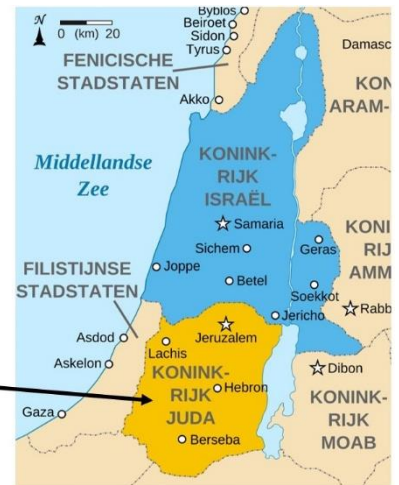 N
0 (km) 20
Byblos
Beiroet
Sidon
Tyrus
Damasc
FENICISCHE
STADSTATEN
KON
ARAM-
Akko
Middellandse
Zee
KONINK-
RIJK
ISRAËL
Samaria
Sichem
Geras
KONI
RIJ
AMM
Joppe
Betel
Soekkot
Rabb
FILISTIJNSE
STADSTATEN
Jericho
Asdod
Jeruzalem
Lachis
Askelon
Dibon
KONINK-
RIJK
JUDA
Hebron
KONINK-
RIJK
MOAB
Gaza
Berseba